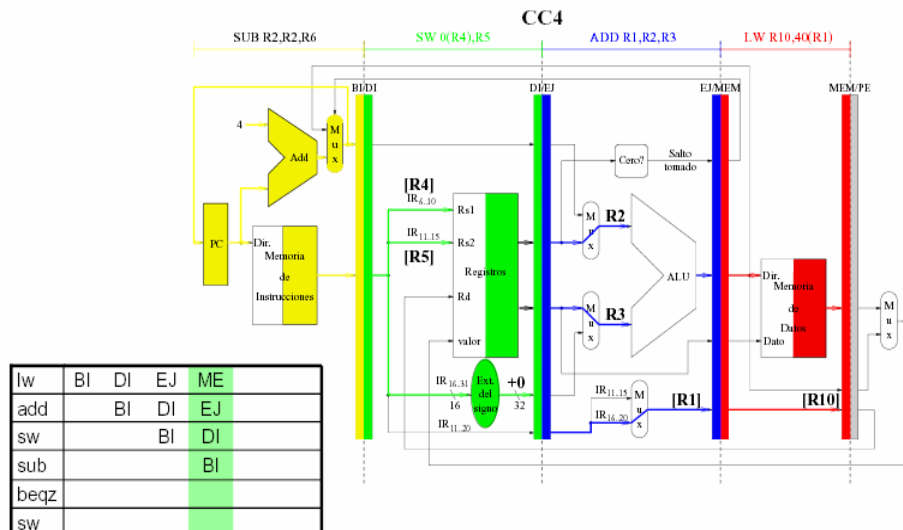 CC4
SUB R2,R2,R6
SW 0(R4),R5
ADD R1,R2,R3
LW R10,40(R1)
BI/DI
DI/EJ
EJ/MEM
MEM/PE
4
Add
M
u
x
Cero?
Salto
tomado
[R4]
IR6..10
Rs1
IR11..15
Rs2
[R5]
Registros
Rd
valor
PC
Dir.
Memoria
de
Instrucciones
M
u
x
R2
ALU
M
u
x
R3
Dir.
Memoria
de
Datos
Dato
M
u
x
IR16..31
16
Ext.
del
signo
+0
32
IR11..20
IR11..15
IR16..20
M
u
x
[R1]
[R10]
lw BI DI EJ ME
add BI DI EJ
sw BI DI
sub BI
beqz
sw